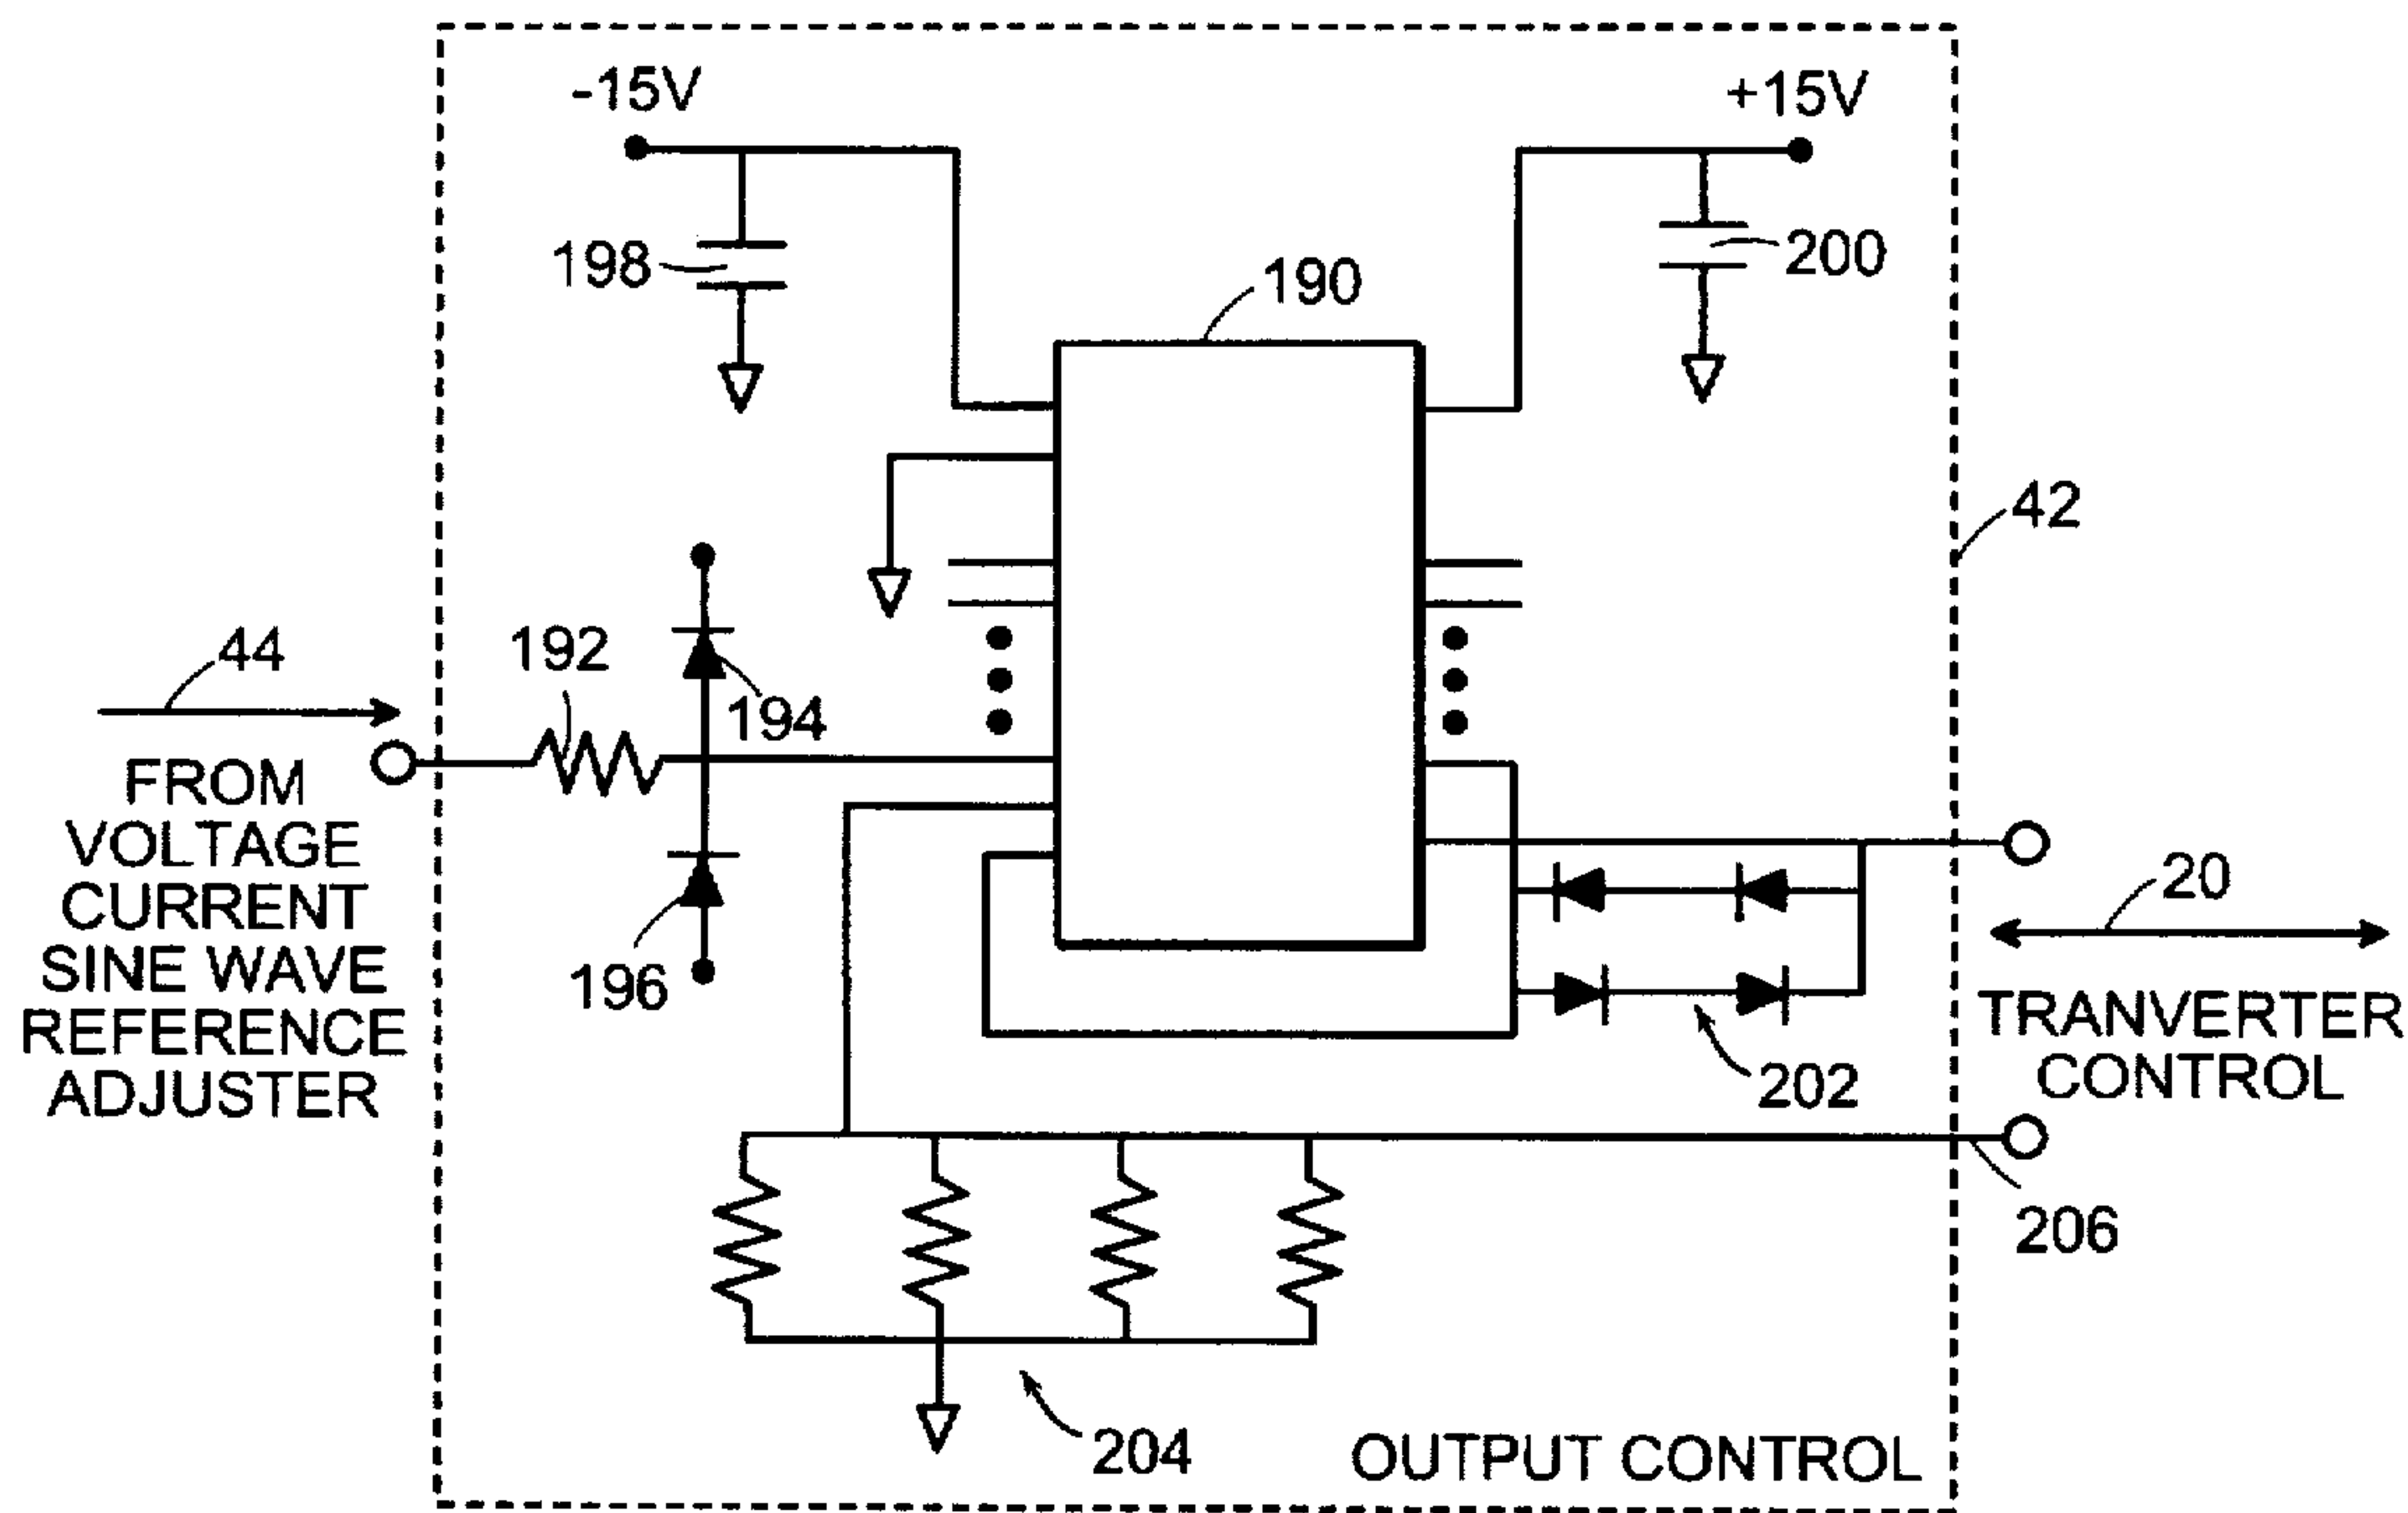 -15V
+15V
198
200
190
42
44
192
194
FROM
VOLTAGE
CURRENT
SINE WAVE
REFERENCE
ADJUSTER
196
20
TRANVERTER
CONTROL
202
206
204
OUTPUT CONTROL